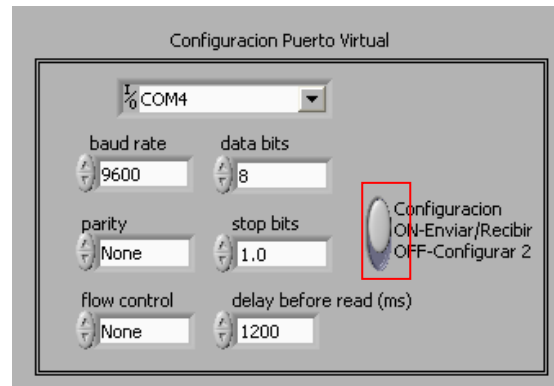 Configuracion Puerto Virtual
I/O COM4
baud rate data bits
9600 8
parity stop bits
None 1.0
Configuracion
ON-Enviar/Recibir
OFF-Configurar 2
flow control delay before read (ms)
None 1200